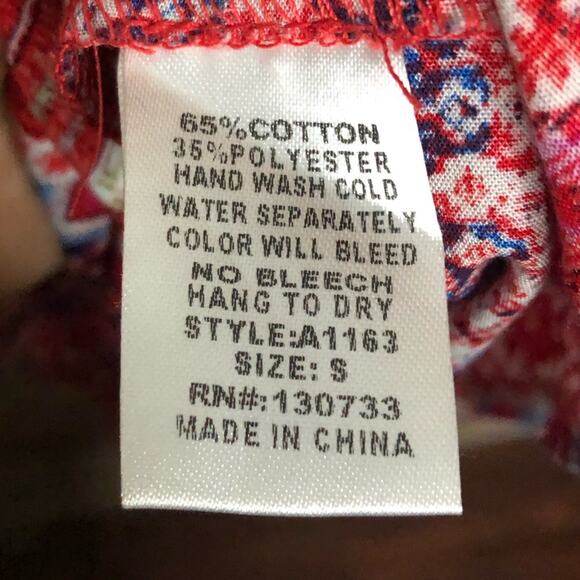 65%COTTON
35%POLYESTER
HAND WASH COLD
WATER SEPARATELY
COLOR WILL BLEED
NO BLEECH
HANG TO DRY
STYLE:A1163
SIZE: S
RN#:130733
MADE IN CHINA